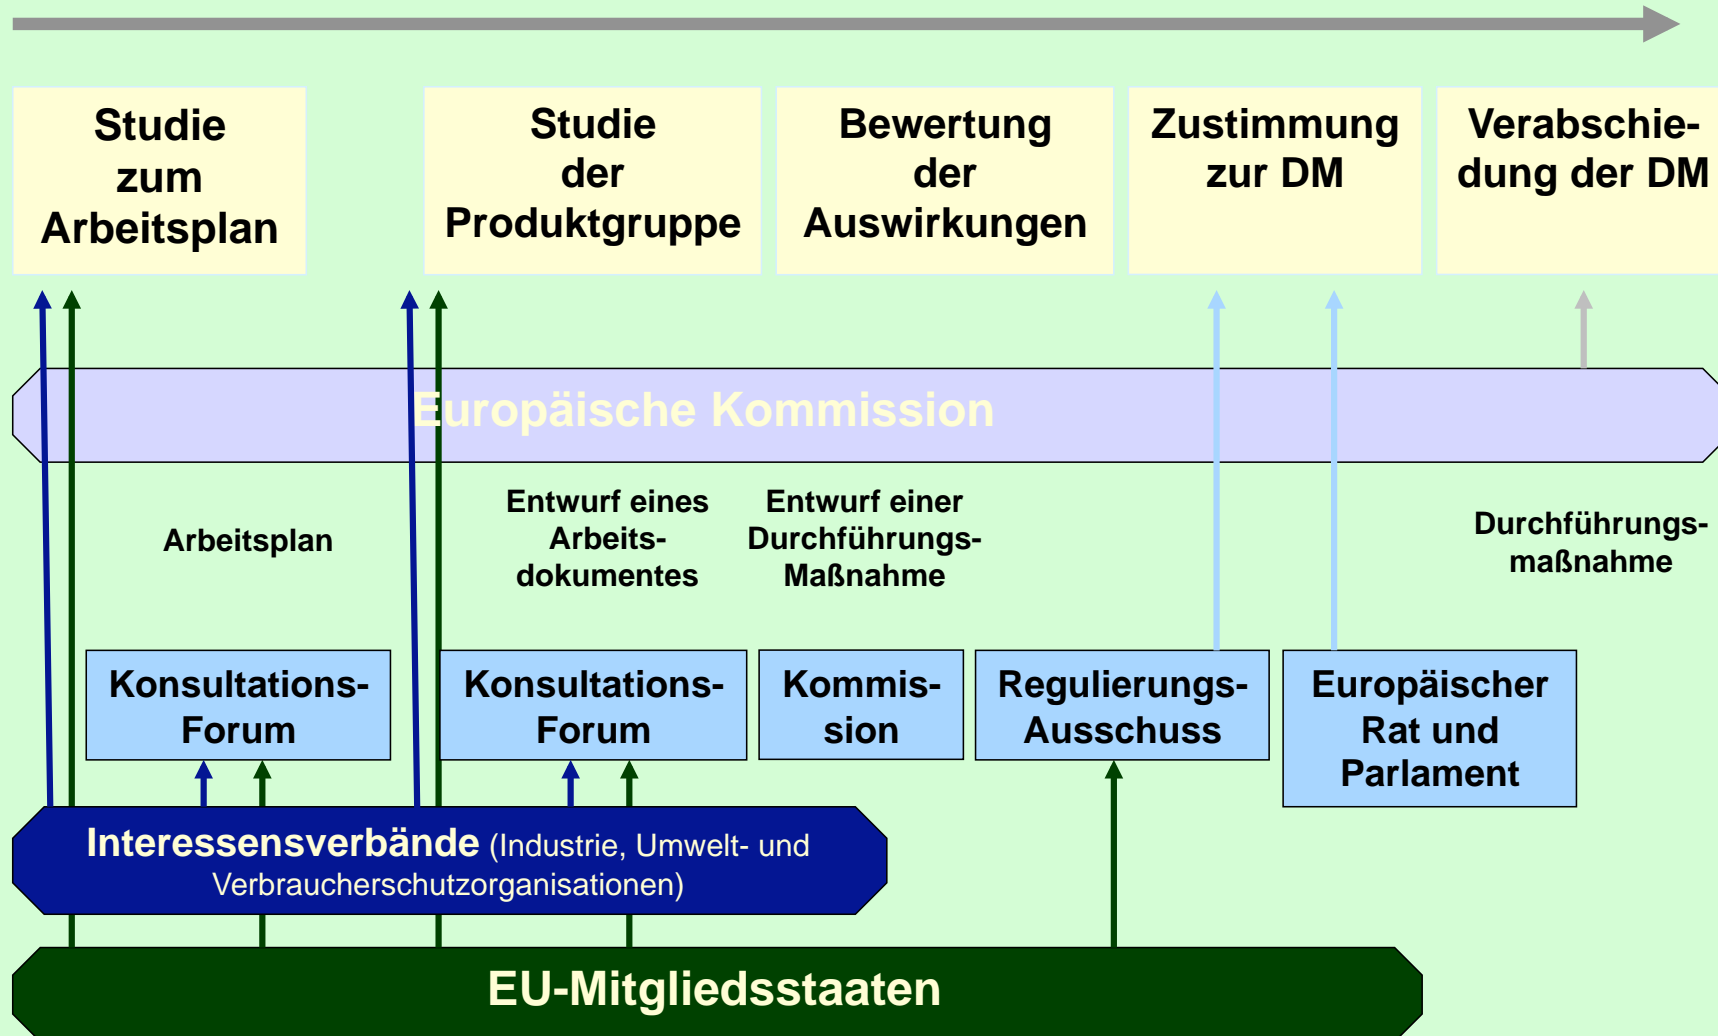 Studie
zum
Arbeitsplan
Studie
der
Produktgruppe
Bewertung
der
Auswirkungen
Zustimmung
zur DM
Verabschie-
dung der DM
Europäische Kommission
Arbeitsplan
Entwurf eines
Arbeits-
dokumentes
Entwurf einer
Durchführungs-
Maßnahme
Durchführungs-
maßnahme
Konsultations-
Forum
Konsultations-
Forum
Kommis-
sion
Regulierungs-
Ausschuss
Europäischer
Rat und
Parlament
Interessensverbände (Industrie, Umwelt- und
Verbraucherschutzorganisationen)
EU-Mitgliedsstaaten